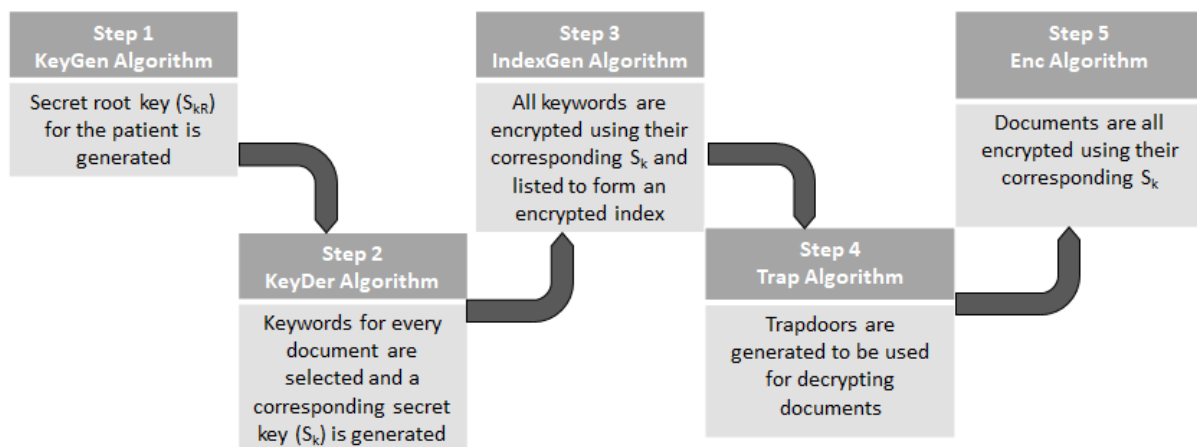 Step 1
KeyGen Algorithm
Secret root key (SkR)
for the patient is
generated
Step 2
KeyDer Algorithm
Keywords for every
document are
selected and a
corresponding secret
key (Sk) is generated
Step 3
IndexGen Algorithm
All keywords are
encrypted using their
corresponding Sk and
listed to form an
encrypted index
Step 4
Trap Algorithm
Trapdoors are
generated to be used
for decrypting
documents
Step 5
Enc Algorithm
Documents are all
encrypted using their
corresponding Sk